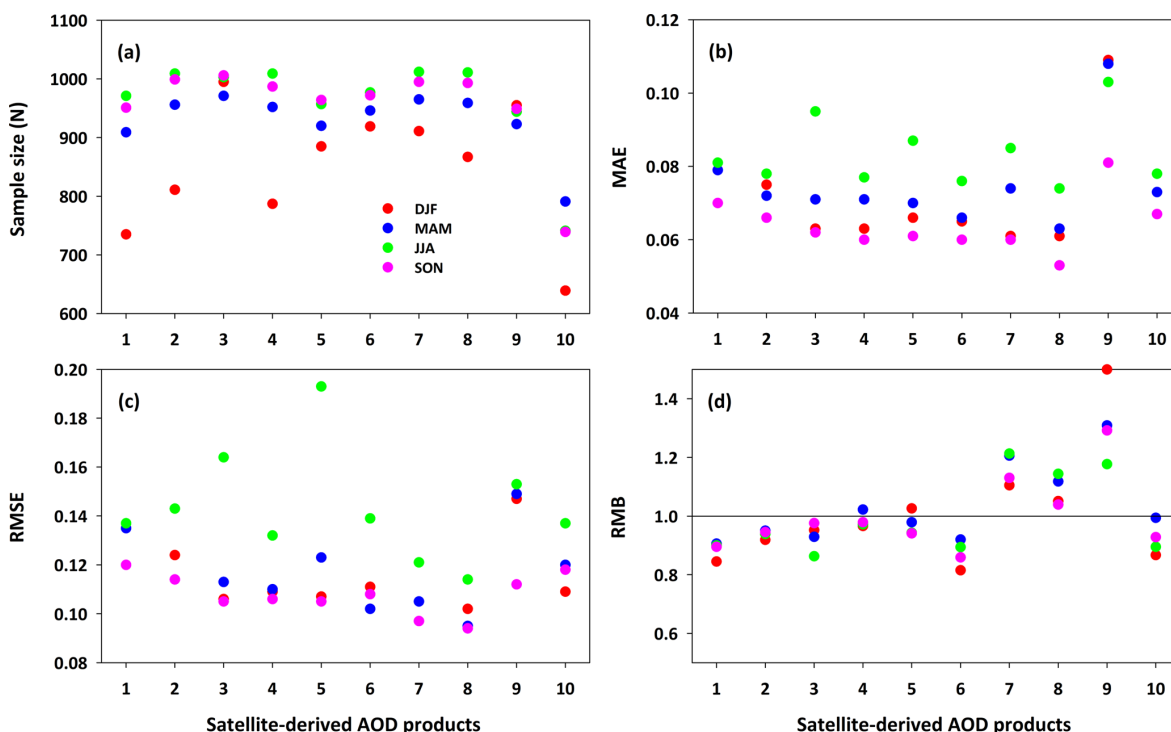 (a)
Sample size (N)
1100
1000
900
800
700
600
DJF
MAM
JJA
SON
1 2 3 4 5 6 7 8 9 10
(b)
MAE
0.12
0.10
0.08
0.06
0.04
1 2 3 4 5 6 7 8 9 10
(c)
RMSE
0.20
0.18
0.16
0.14
0.12
0.10
0.08
1 2 3 4 5 6 7 8 9 10
Satellite-derived AOD products
(d)
RMB
1.4
1.2
1.0
0.8
0.6
1 2 3 4 5 6 7 8 9 10
Satellite-derived AOD products